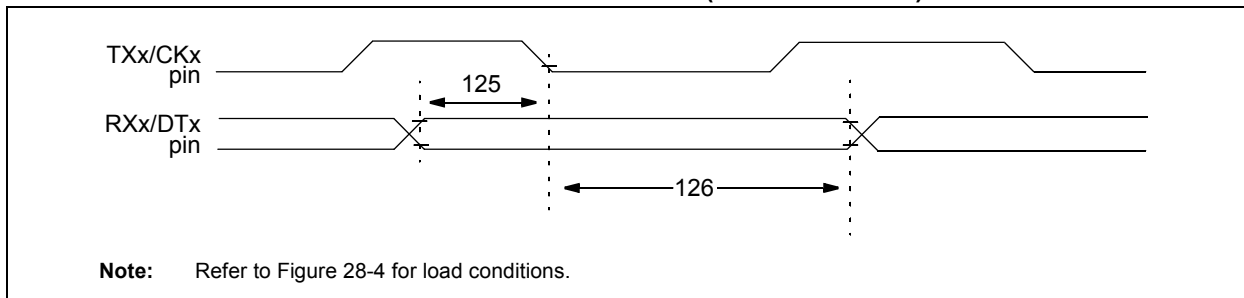 TXx/CKx
pin
125
RXx/DTx
pin
126
Note: Refer to Figure 28-4 for load conditions.